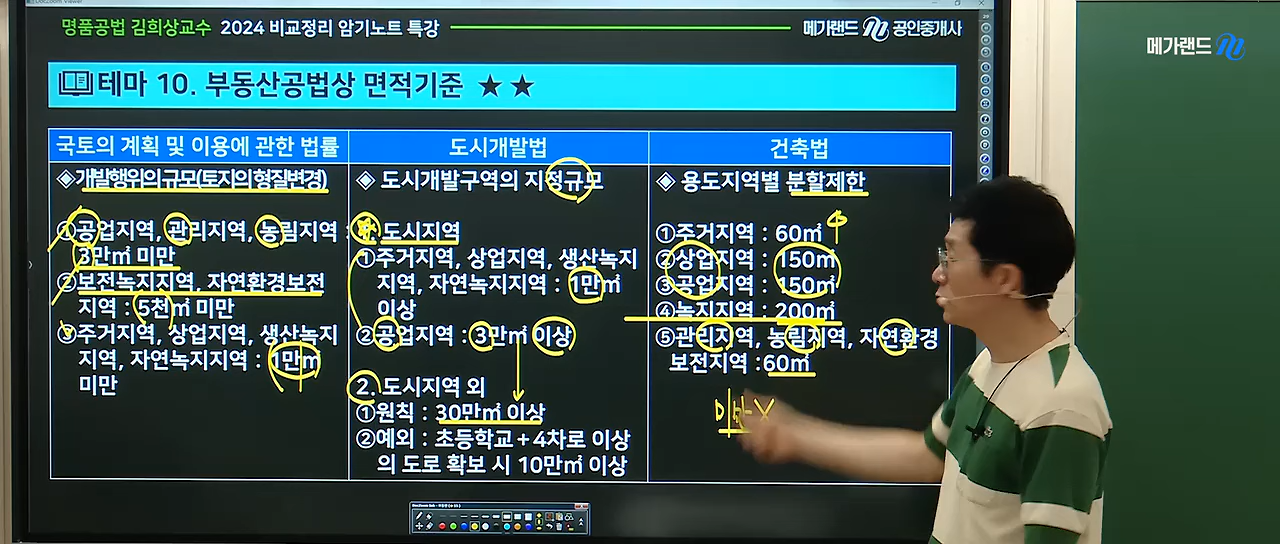 명품공법 김희상교수 2024 비교정리 암기노트 특강
메가랜드 공인중개사
메가랜드
테마 10. 부동산공법상 면적기준 ★★
국토의 계획 및 이용에 관한 법률
◈개발행위의 규모(토지의 형질변경)
①공업지역, 관리지역, 농림지역 :
3만㎡ 미만
②보전녹지지역, 자연환경보전
지역 : 5천㎡ 미만
③주거지역, 상업지역, 생산녹지
지역, 자연녹지지역 : 1만㎡
미만
도시개발법
◈ 도시개발구역의 지정규모
도시지역
①주거지역, 상업지역, 생산녹지
지역, 자연녹지지역 : 1만㎡
이상
②공업지역 : 3만㎡ 이상
2. 도시지역 외
①원칙 : 30만㎡ 이상
②예외 : 초등학교+4차로 이상
의 도로 확보 시 10만㎡ 이상
건축법
◈ 용도지역별 분할제한
①주거지역 : 60㎡
②상업지역 : 150㎡
③공업지역 : 150㎡
④녹지지역 : 200㎡
⑤관리지역, 농림지역, 자연환경
보전지역 :60㎡
미만 X